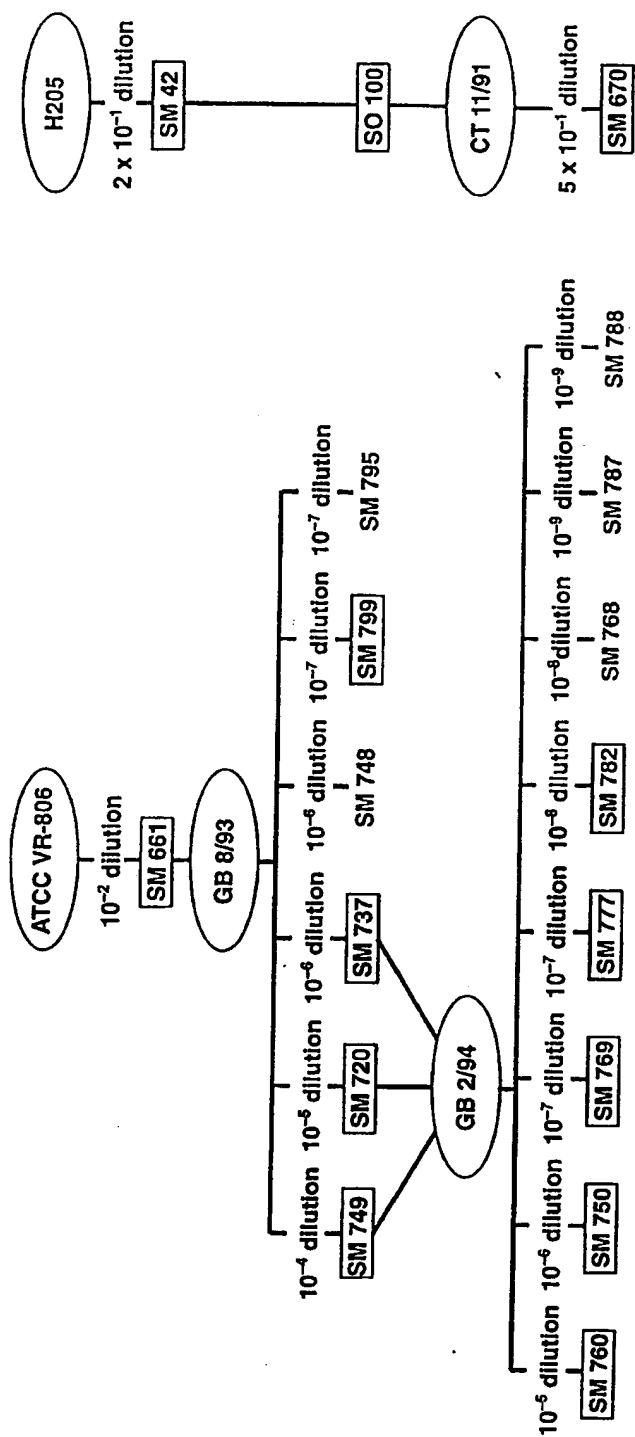 ATCC VR-806
10⁻² dilution
SM 661
GB 8/93
10⁻⁴ dilution 10⁻⁵ dilution 10⁻⁶ dilution 10⁻⁶ dilution 10⁻⁷ dilution 10⁻⁷ dilution
SM 749 SM 720 SM 737 SM 748 SM 799 SM 795
GB 2/94
10⁻⁵ dilution 10⁻⁶ dilution 10⁻⁷ dilution 10⁻⁷ dilution 10⁻⁸ dilution 10⁻⁸dilution 10⁻⁹ dilution 10⁻⁹ dilution
SM 760 SM 750 SM 769 SM 777 SM 782 SM 768 SM 787 SM 788
H205
2 x 10⁻¹ dilution
SM 42
SO 100
CT 11/91
5 x 10⁻¹ dilution
SM 670